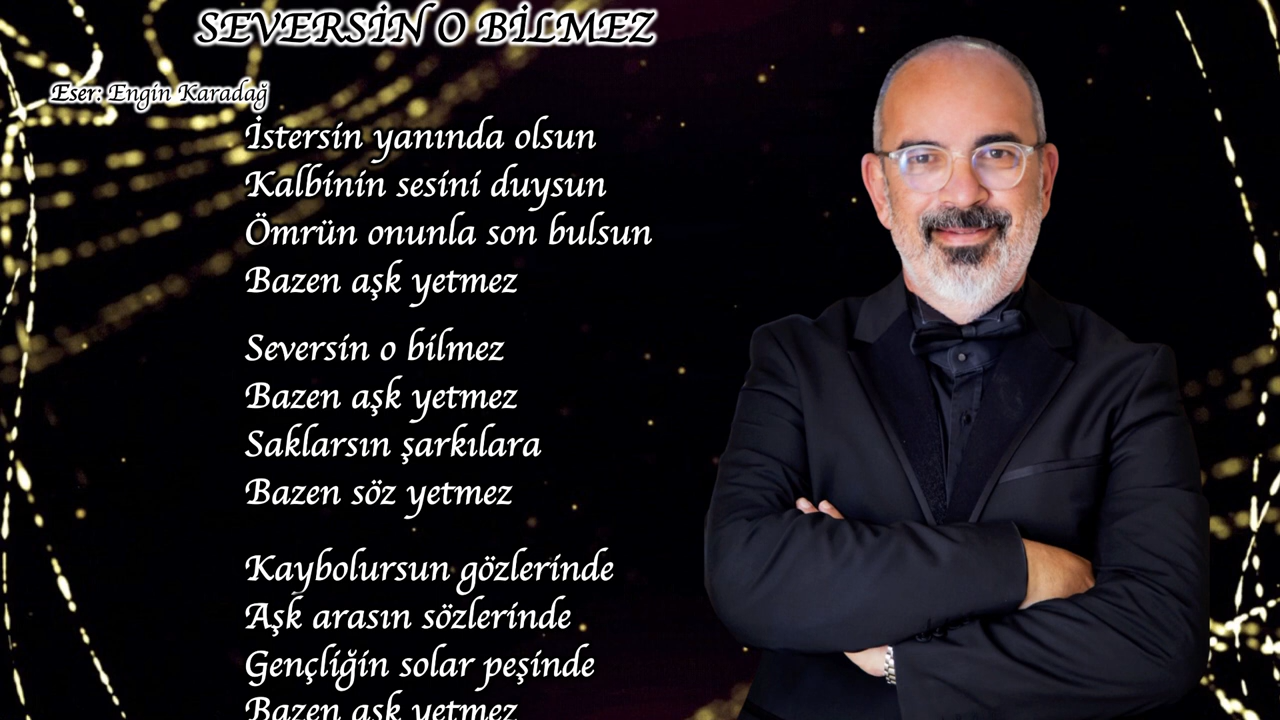 SEVERSİN O BİLMEZ
Eser: Engin Karadağ
İstersin yanında olsun
Kalbinin sesini duysun
Ömrün onunla son bulsun
Bazen aşk yetmez
Seversin o bilmez
Bazen aşk yetmez
Saklarsın şarkılara
Bazen söz yetmez
Kaybolursun gözlerinde
Aşk arasın sözlerinde
Gençliğin solar peşinde
Bazen aşk yetmez